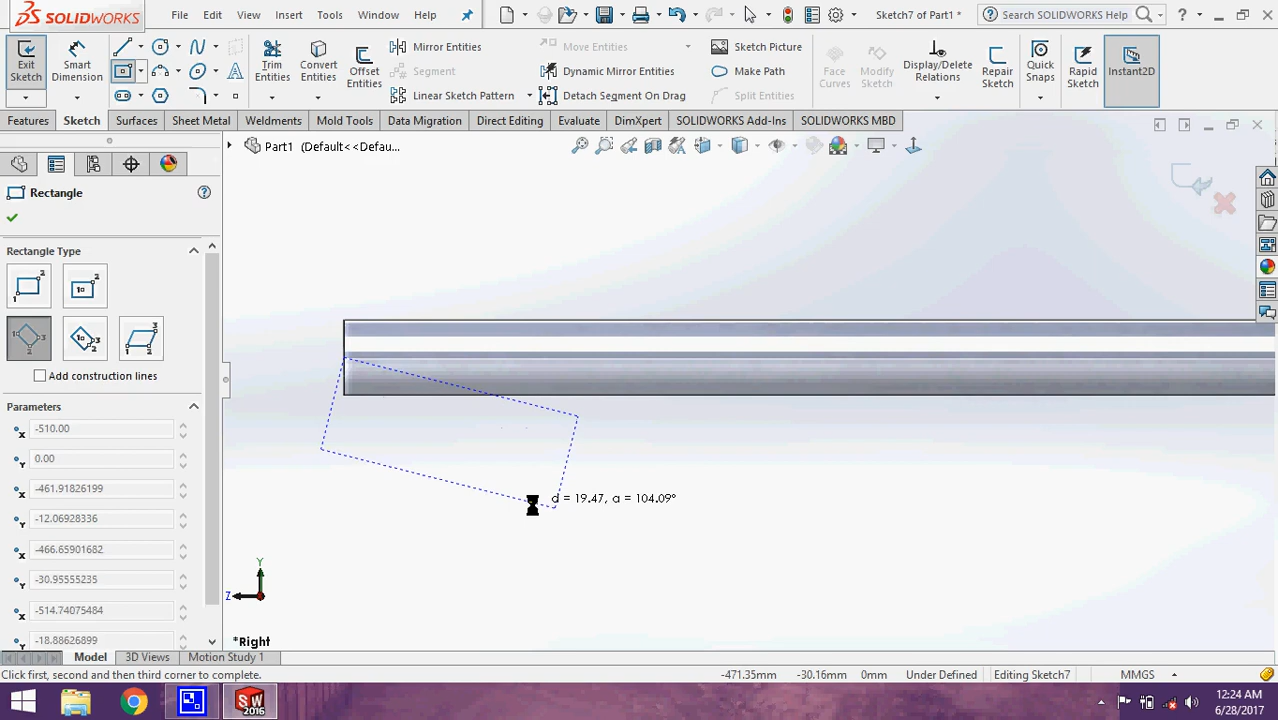 SOLIDWORKS
File Edit View Insert Tools Window Help
Sketch7 of Part1 *
Search SOLIDWORKS Help
Exit Sketch
Smart Dimension
Trim Entities
Convert Entities
Offset Entities
Mirror Entities
Segment
Linear Sketch Pattern
Move Entities
Dynamic Mirror Entities
Detach Segment On Drag
Sketch Picture
Make Path
Split Entities
Face Curves
Modify Sketch
Display/Delete Relations
Repair Sketch
Quick Snaps
Rapid Sketch
Instant2D
Features Sketch Surfaces Sheet Metal Weldments Mold Tools Data Migration Direct Editing Evaluate DimXpert SOLIDWORKS Add-Ins SOLIDWORKS MBD
Part1 (Default<<Defau...
Rectangle
Rectangle Type
Add construction lines
Parameters
-510.00
0.00
-461.91826199
-12.06928336
-466.65901682
-30.95555235
-514.74075484
-18.88626899
d = 19.47, a = 104.09°
Y
Z
*Right
Model 3D Views Motion Study 1
Click first, second and then third corner to complete.
-471.35mm -30.16mm 0mm Under Defined Editing Sketch7 MMGS
SW 2016
12:24 AM
6/28/2017